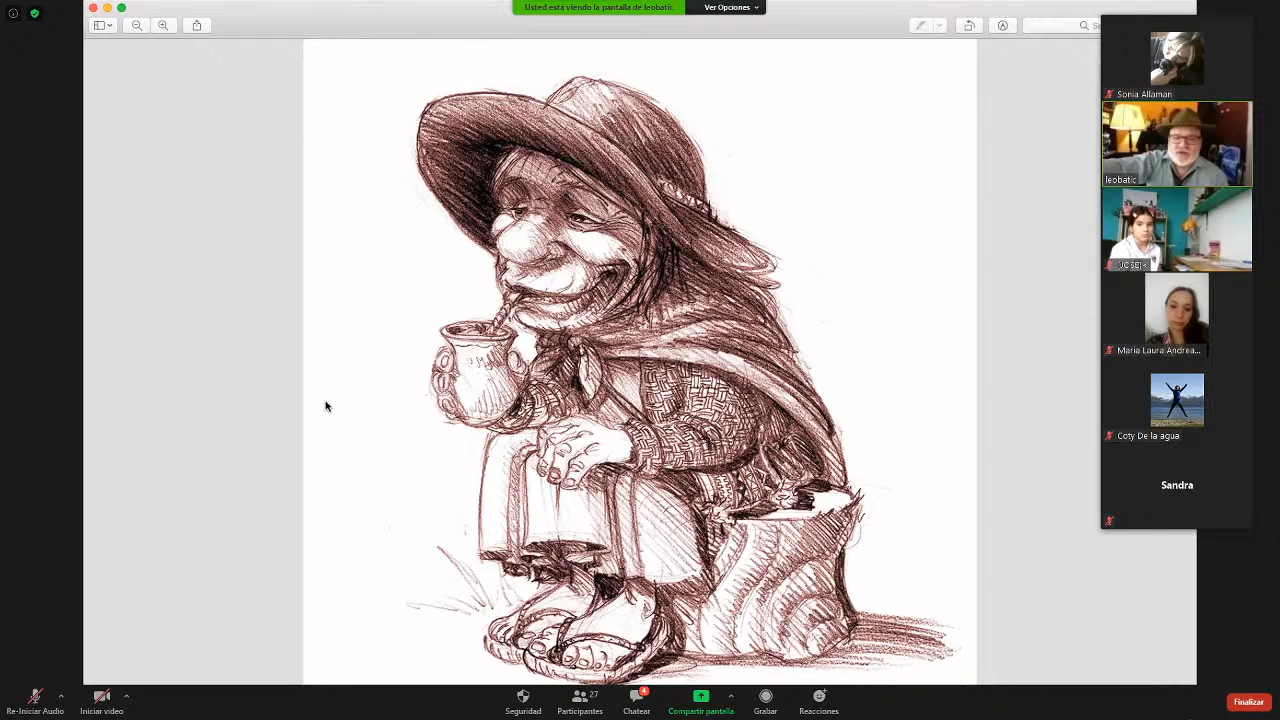 Usted está viendo la pantalla de leobatic
Ver Opciones
Sonia Allaman
leobatic
Maria Laura Andrea...
Coty De la agua
Sandra
Re-Iniciar Audio
Iniciar video
Seguridad
27
Participantes
4
Chatear
Compartir pantalla
Grabar
Reacciones
Finalizar